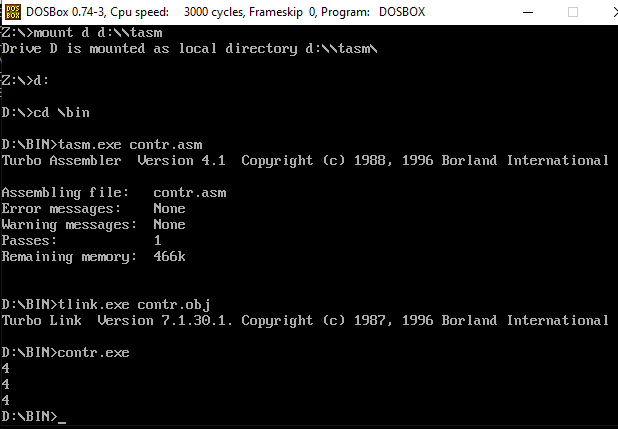 DOS
BOX
DOSBox 0.74-3, Cpu speed: 3000 cycles, Frameskip 0, Program: DOSBOX
Z:\>mount d d:\\tasm
Drive D is mounted as local directory d:\\tasm\
Z:\>d:
D:\>cd \bin
D:\BIN>tasm.exe contr.asm
Turbo Assembler  Version 4.1  Copyright (c) 1988, 1996 Borland International
Assembling file:   contr.asm
Error messages:    None
Warning messages:  None
Passes:            1
Remaining memory:  466k
D:\BIN>tlink.exe contr.obj
Turbo Link  Version 7.1.30.1. Copyright (c) 1987, 1996 Borland International
D:\BIN>contr.exe
4
4
4
D:\BIN>_